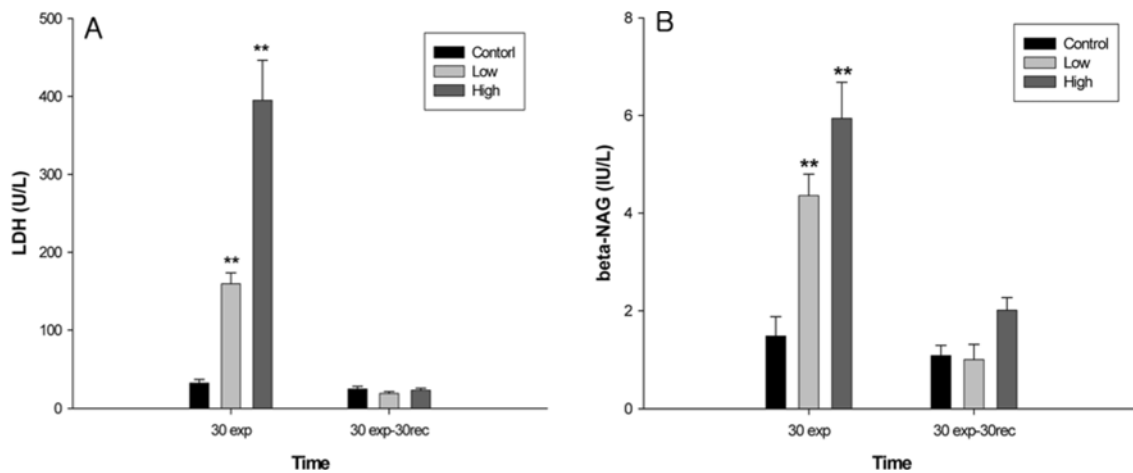 A
LDH (U/L)
500
400
300
200
100
0
**
**
Contorl
Low
High
30 exp
30 exp-30rec
Time
B
beta-NAG (IU/L)
8
6
4
2
0
**
**
Control
Low
High
30 exp
30 exp-30rec
Time